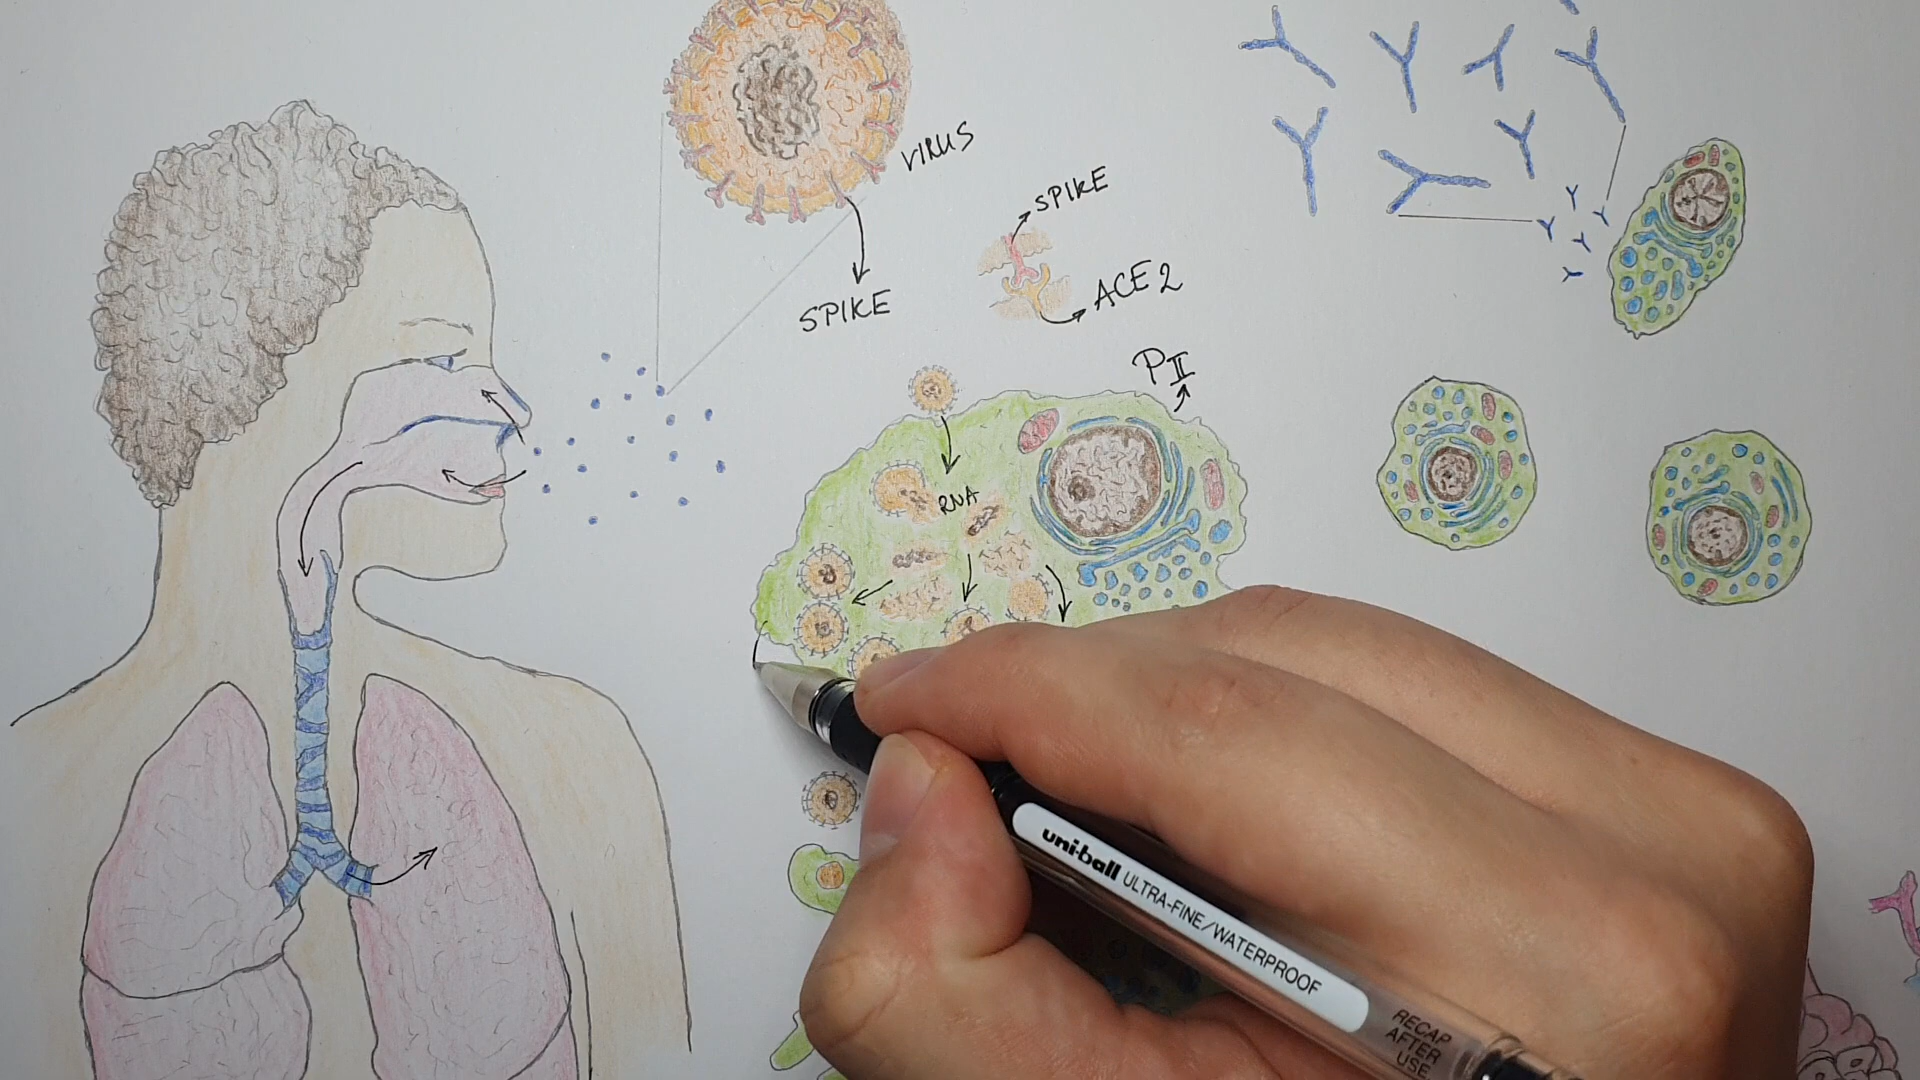 VIRUS
SPIKE
SPIKE
ACE 2
PII
RNA
uni-ball ULTRA-FINE/WATERPROOF
RECAP
AFTER
USE